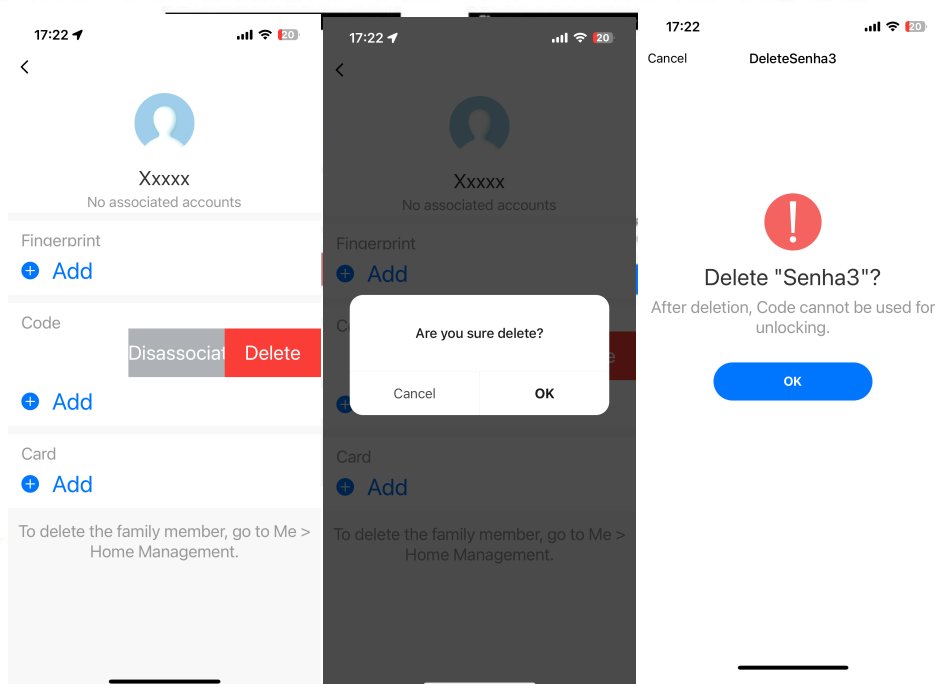 17:22
20
Xxxxx
No associated accounts
Fingerprint
Add
Code
Disassociat
Delete
Add
Card
Add
To delete the family member, go to Me >
Home Management.
17:22
20
Xxxxx
No associated accounts
Fingerprint
Add
Are you sure delete?
Cancel
OK
Card
Add
To delete the family member, go to Me >
Home Management.
17:22
20
Cancel
DeleteSenha3
Delete "Senha3"?
After deletion, Code cannot be used for
unlocking.
OK